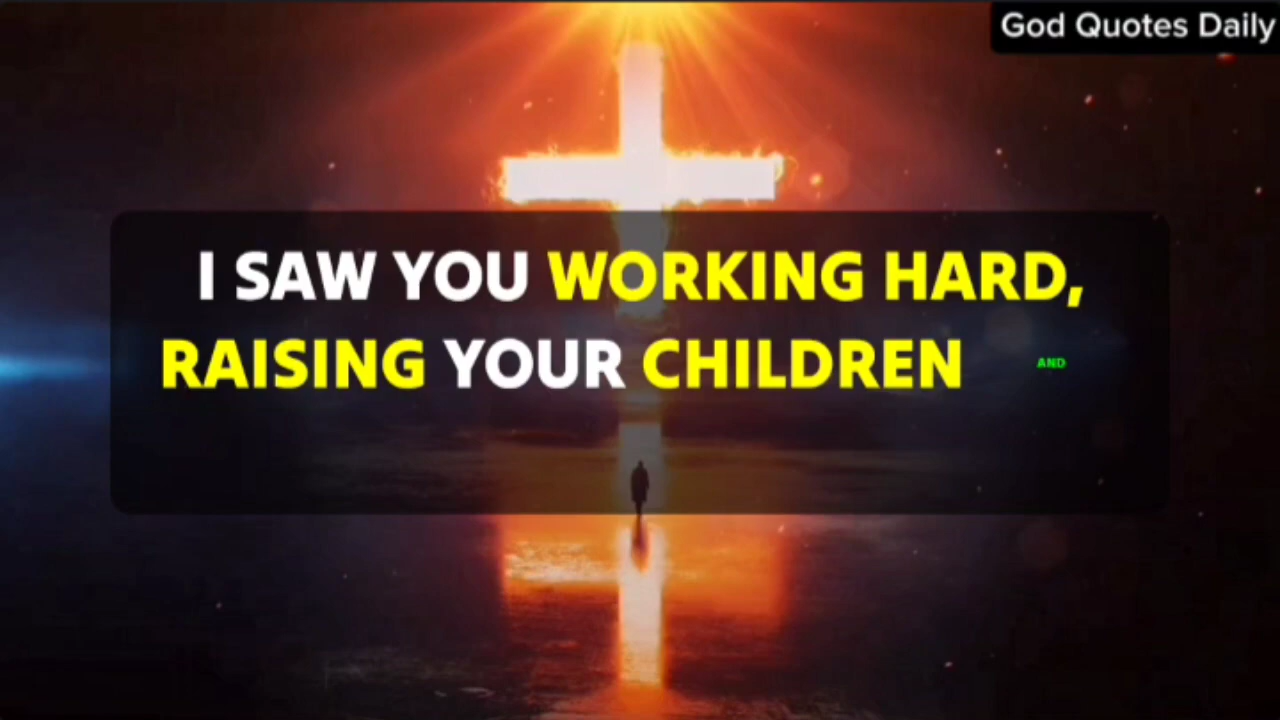 God Quotes Daily
I SAW YOU WORKING HARD,
RAISING YOUR CHILDREN AND